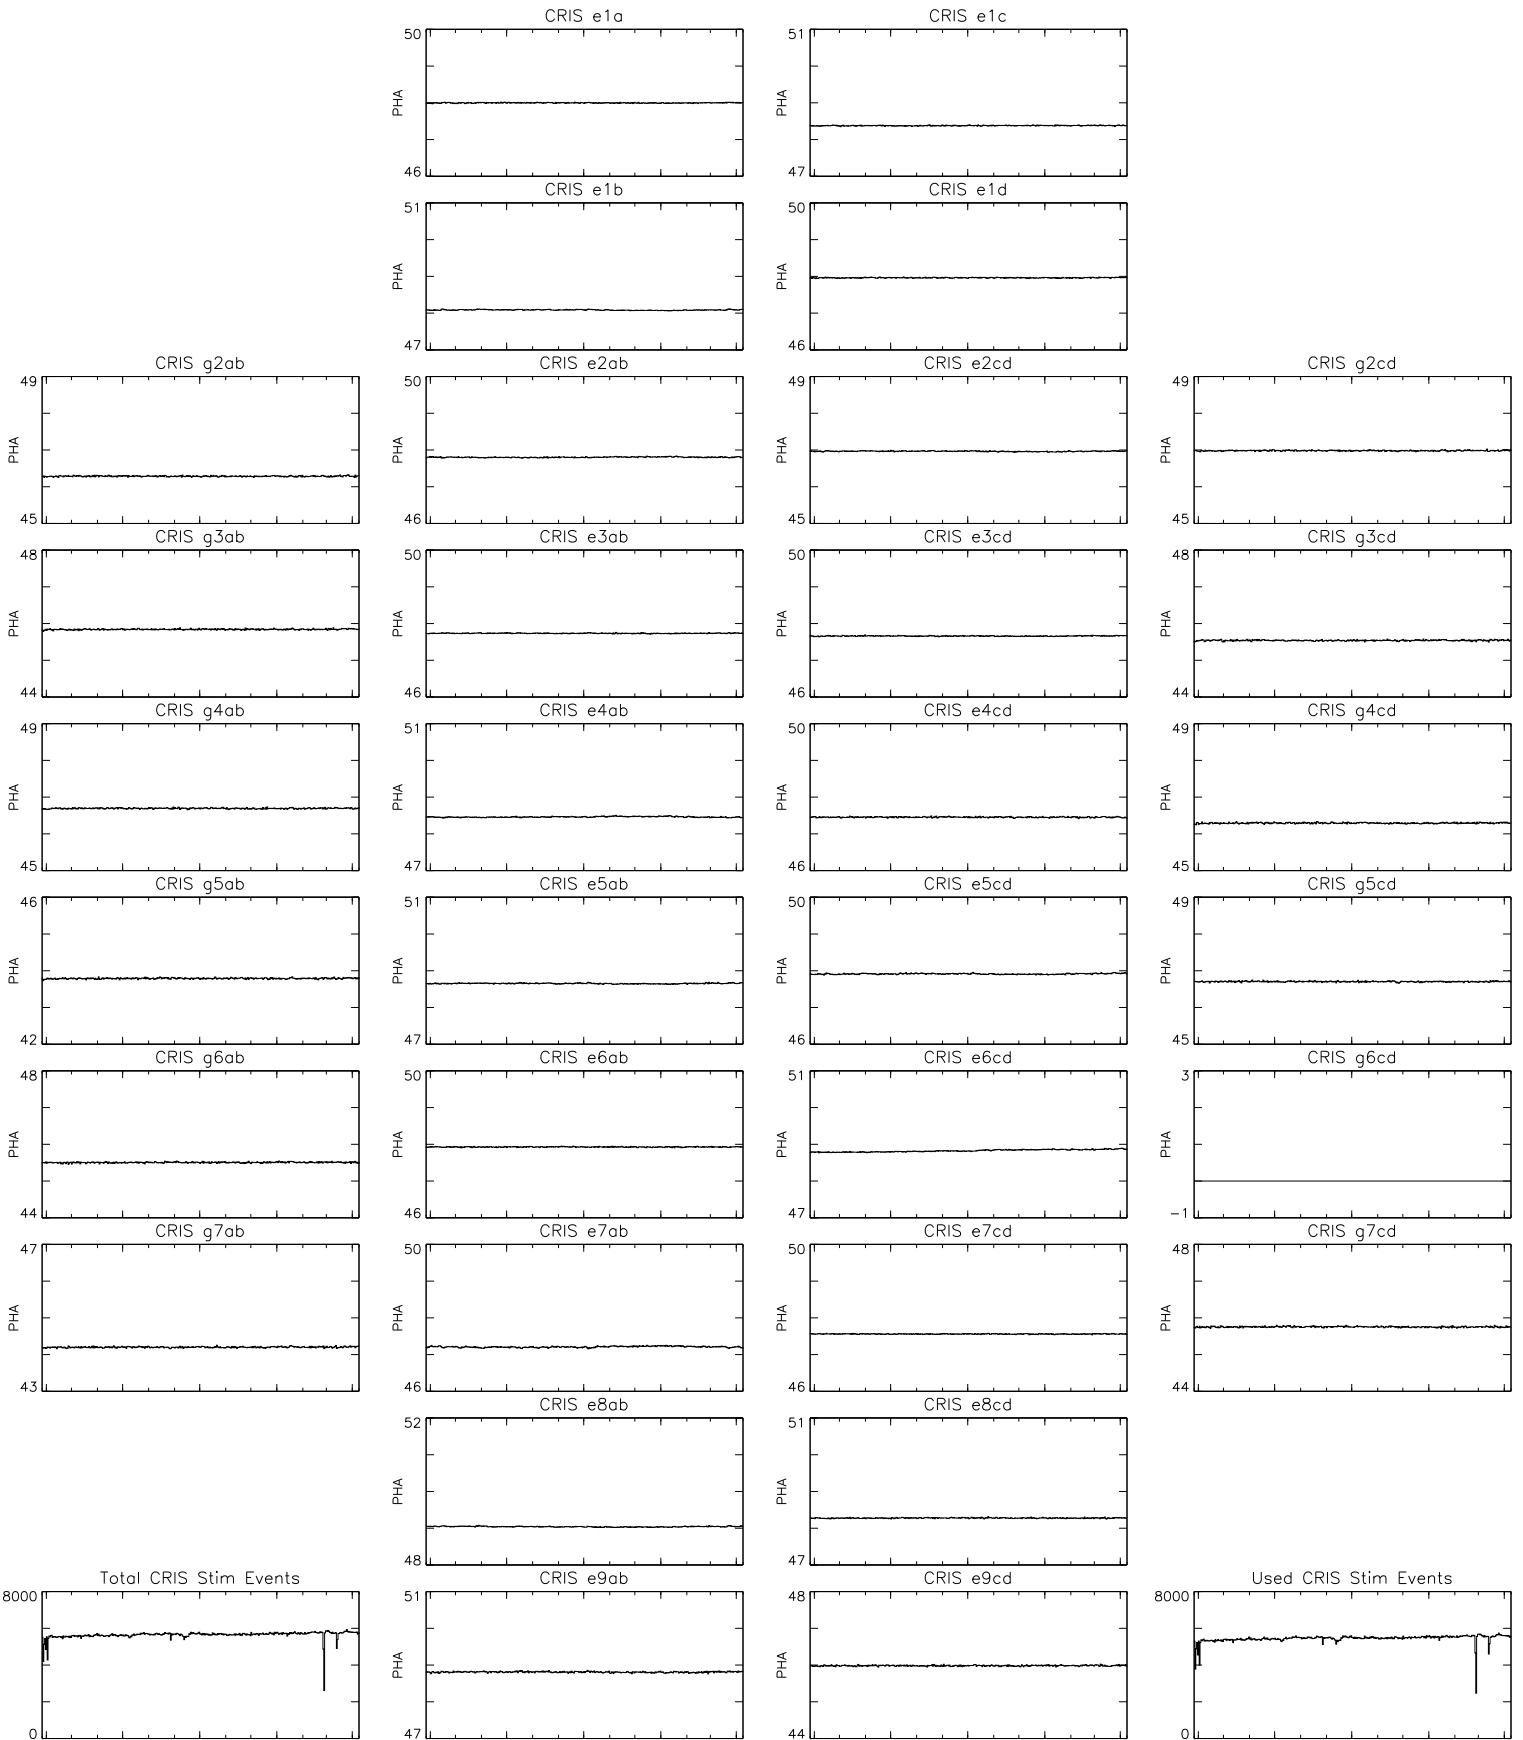 CRIS e1a
50
PHA
46
CRIS e1c
51
PHA
47
CRIS e1b
51
PHA
47
CRIS e1d
50
PHA
46
CRIS g2ab
49
PHA
45
CRIS e2ab
50
PHA
46
CRIS e2cd
49
PHA
45
CRIS g2cd
49
PHA
45
CRIS g3ab
48
PHA
44
CRIS e3ab
50
PHA
46
CRIS e3cd
50
PHA
46
CRIS g3cd
48
PHA
44
CRIS g4ab
49
PHA
45
CRIS e4ab
51
PHA
47
CRIS e4cd
50
PHA
46
CRIS g4cd
49
PHA
45
CRIS g5ab
46
PHA
42
CRIS e5ab
51
PHA
47
CRIS e5cd
50
PHA
46
CRIS g5cd
49
PHA
45
CRIS g6ab
48
PHA
44
CRIS e6ab
50
PHA
46
CRIS e6cd
51
PHA
47
CRIS g6cd
3
PHA
-1
CRIS g7ab
47
PHA
43
CRIS e7ab
50
PHA
46
CRIS e7cd
50
PHA
46
CRIS g7cd
48
PHA
44
CRIS e8ab
52
PHA
48
CRIS e8cd
51
PHA
47
Total CRIS Stim Events
8000
0
CRIS e9ab
51
PHA
47
CRIS e9cd
48
PHA
44
Used CRIS Stim Events
8000
0